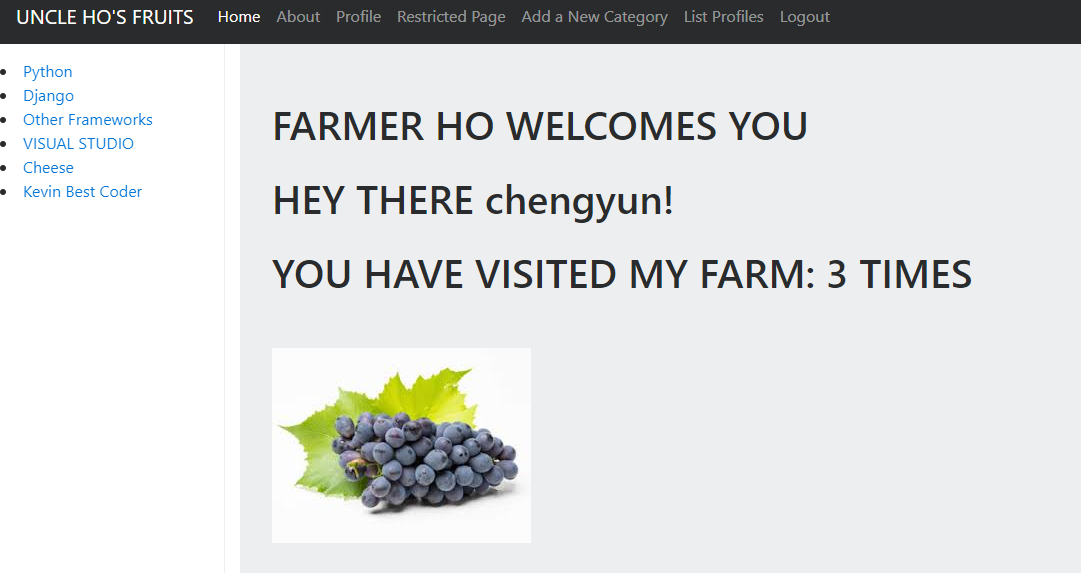 UNCLE HO'S FRUITS Home About Profile Restricted Page Add a New Category List Profiles Logout
Python
Django
Other Frameworks
VISUAL STUDIO
Cheese
Kevin Best Coder
FARMER HO WELCOMES YOU
HEY THERE chengyun!
YOU HAVE VISITED MY FARM: 3 TIMES